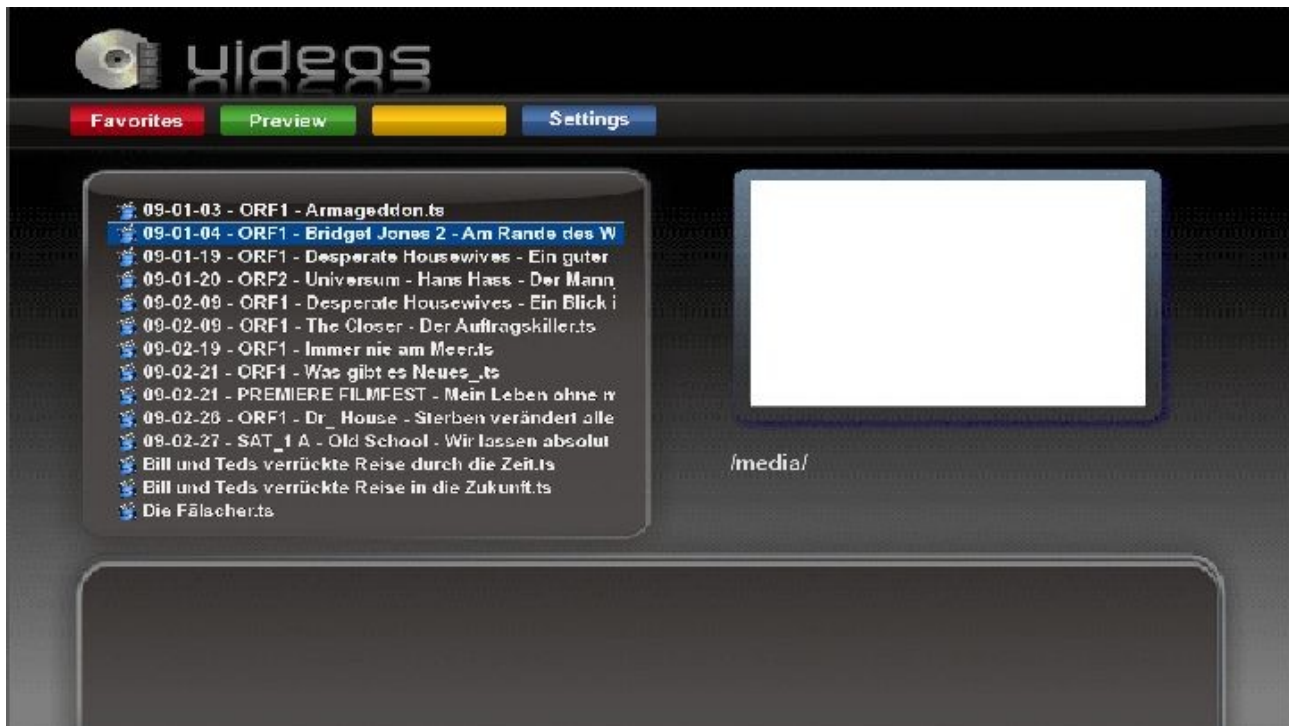 videos
Favorites
Preview
Settings
09-01-03 - ORF1 - Armageddon.ts
09-01-04 - ORF1 - Bridget Jones 2 - Am Rande des W
09-01-19 - ORF1 - Desperate Housewives - Ein guter
09-01-20 - ORF2 - Universum - Hans Hass - Der Mann
09-02-09 - ORF1 - Desperate Housewives - Ein Blick i
09-02-09 - ORF1 - The Closer - Der Auftragskiller.ts
09-02-19 - ORF1 - Immer nie am Meer.ts
09-02-21 - ORF1 - Was gibt es Neues_.ts
09-02-21 - PREMIERE FILMFEST - Mein Leben ohne m
09-02-26 - ORF1 - Dr_ House - Sterben verändert alle
09-02-27 - SAT_1 A - Old School - Wir lassen absolut
Bill und Teds verrückte Reise durch die Zeit.ts
Bill und Teds verrückte Reise in die Zukunft.ts
Die Fälscher.ts
/media/